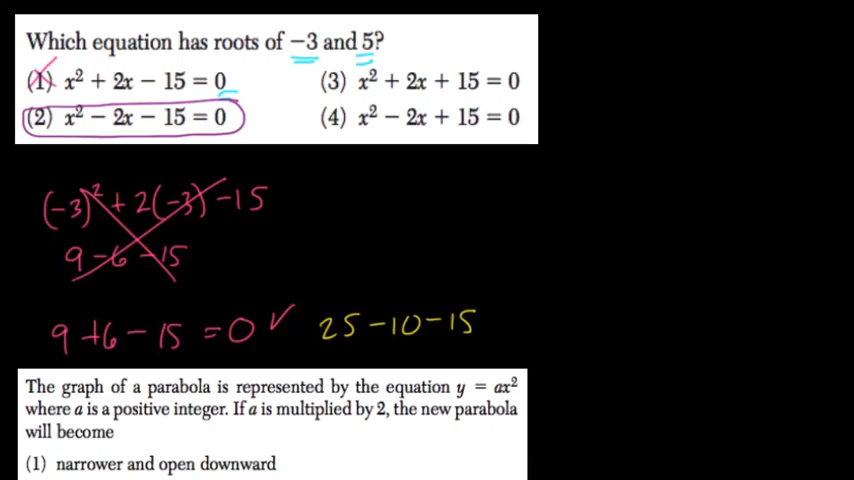 Which equation has roots of −3 and 5?
(1) x² + 2x − 15 = 0 (3) x² + 2x + 15 = 0
(2) x² − 2x − 15 = 0 (4) x² − 2x + 15 = 0
(-3)² + 2(-3) - 15
9 - 6 - 15
9 + 6 - 15 = 0 ✓ 25 - 10 - 15
The graph of a parabola is represented by the equation y = ax²
where a is a positive integer. If a is multiplied by 2, the new parabola
will become
(1) narrower and open downward